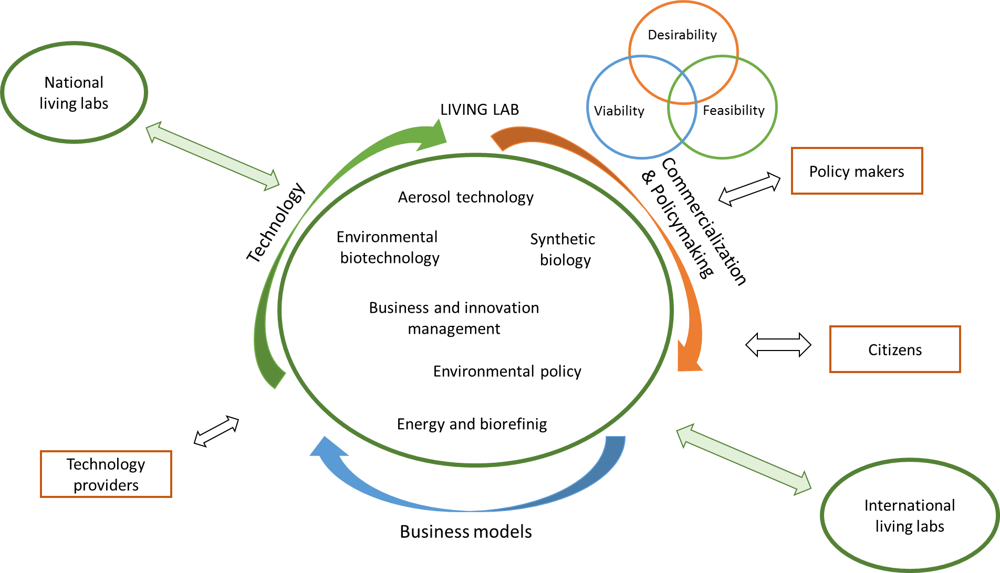 Desirability
Viability
Feasibility
National
living labs
LIVING LAB
Technology
Commercialization
& Policymaking
Policy makers
Aerosol technology
Environmental
biotechnology
Synthetic
biology
Business and innovation
management
Citizens
Environmental policy
Energy and biorefinig
Technology
providers
Business models
International
living labs